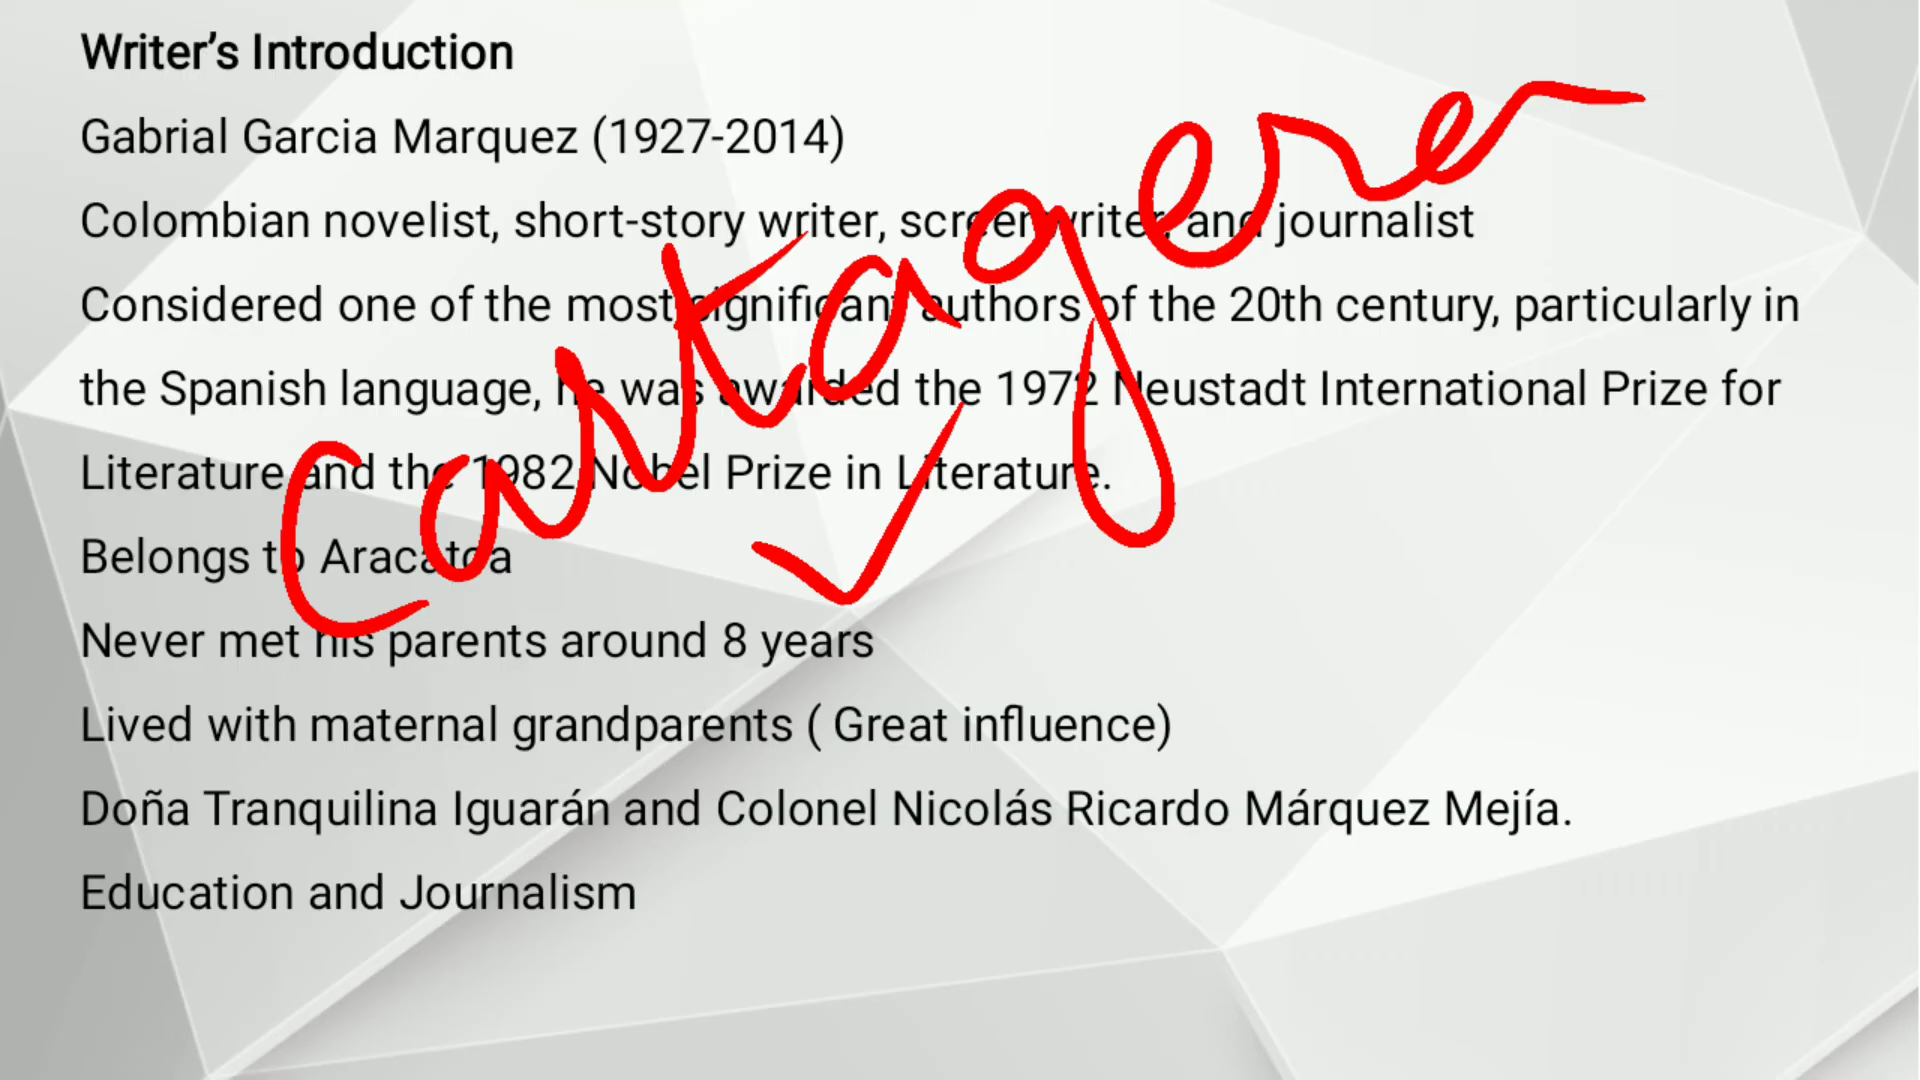 Writer’s Introduction
Gabrial Garcia Marquez (1927-2014)
Colombian novelist, short-story writer, screenwriter, and journalist
Considered one of the most significant authors of the 20th century, particularly in
the Spanish language, he was awarded the 1972 Neustadt International Prize for
Literature and the 1982 Nobel Prize in Literature.
Belongs to Aracatoa
Never met his parents around 8 years
Lived with maternal grandparents ( Great influence)
Doña Tranquilina Iguarán and Colonel Nicolás Ricardo Márquez Mejía.
Education and Journalism